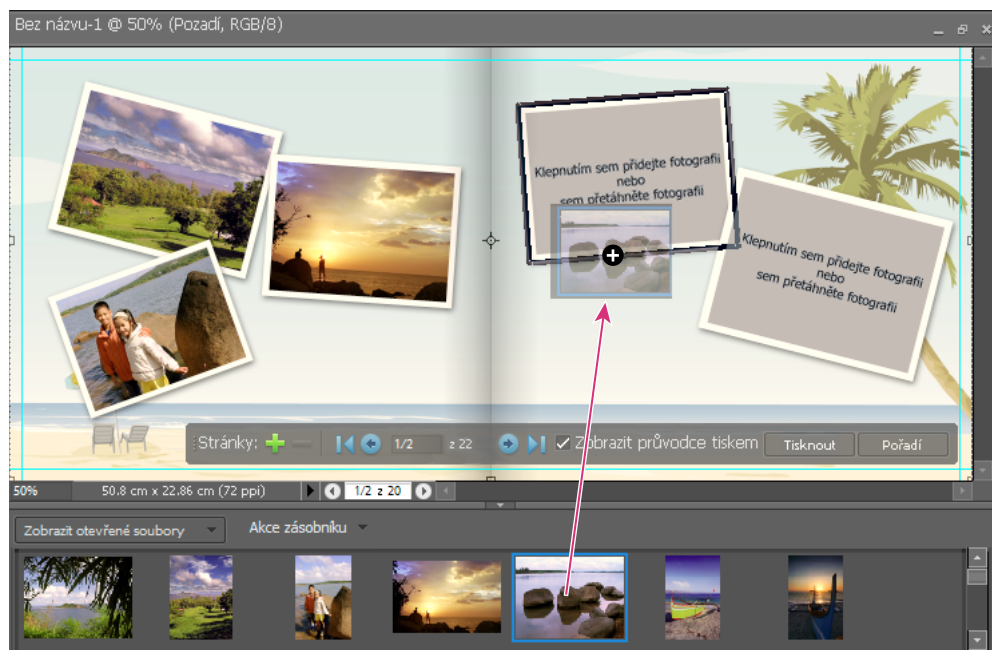 Bez názvu-1 @ 50% (Pozadí, RGB/8)
Klepnutím sem přidejte fotografii
nebo
sem přetáhněte fotografii
Klepnutím sem přidejte fotografii
nebo
sem přetáhněte fotografii
Stránky: 1/2 z 22 Zobrazit průvodce tiskem Tisknout Pořadí
50% 50.8 cm x 22.86 cm (72 ppi) 1/2 z 20
Zobrazit otevřené soubory Akce zásobníku